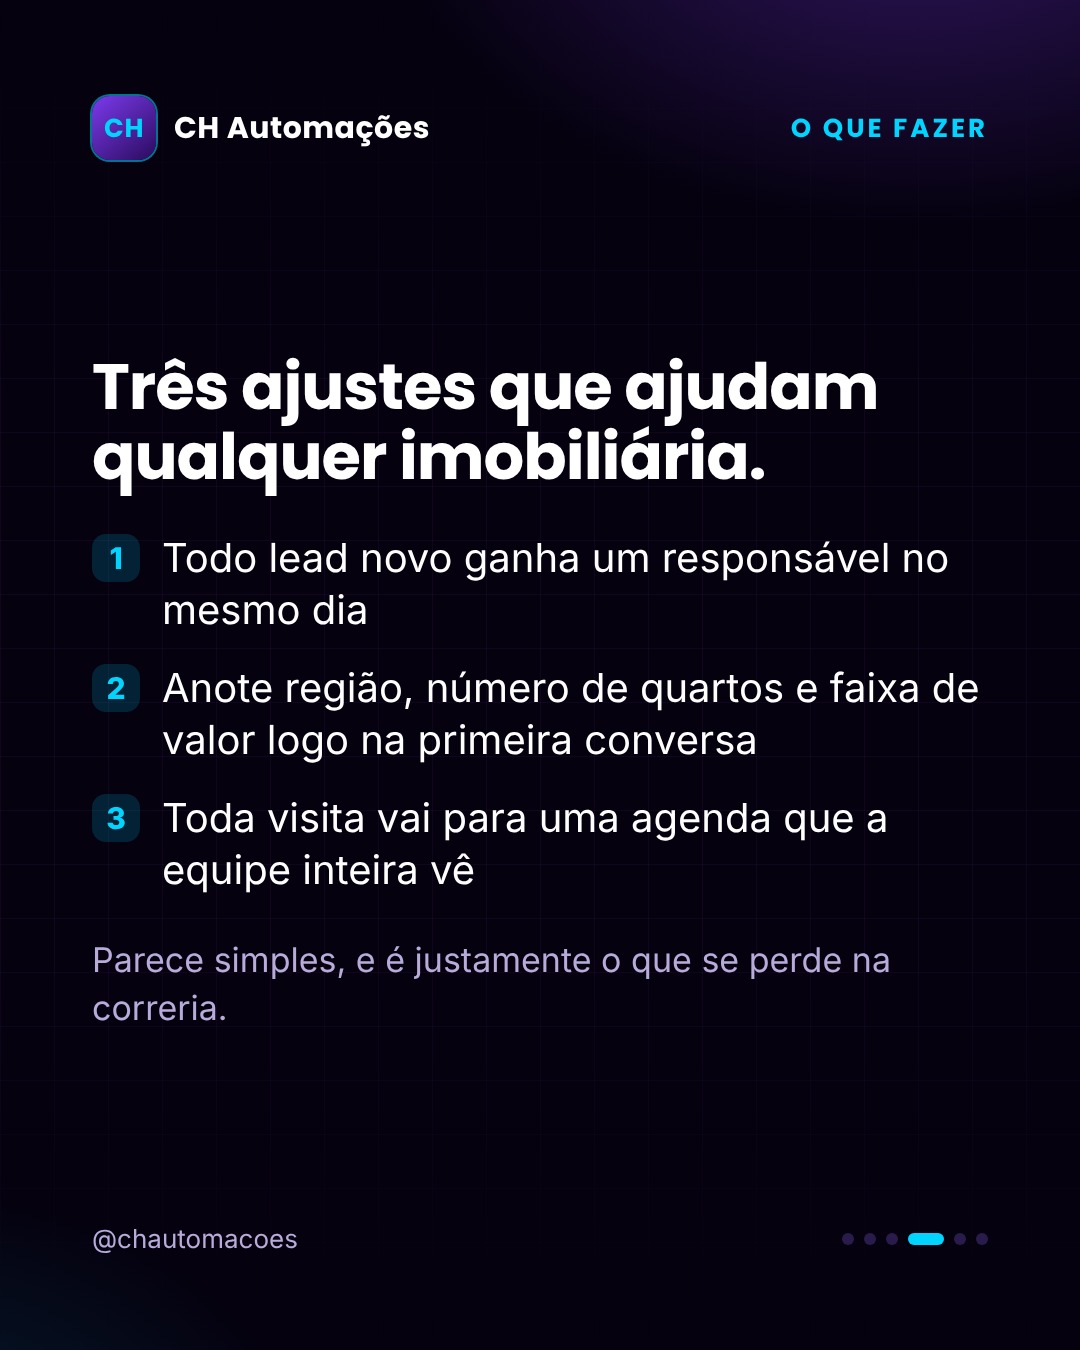 CH
CH Automações
O QUE FAZER
Três ajustes que ajudam
qualquer imobiliária.
1
Todo lead novo ganha um responsável no
mesmo dia
2
Anote região, número de quartos e faixa de
valor logo na primeira conversa
3
Toda visita vai para uma agenda que a
equipe inteira vê
Parece simples, e é justamente o que se perde na
correria.
@chautomacoes